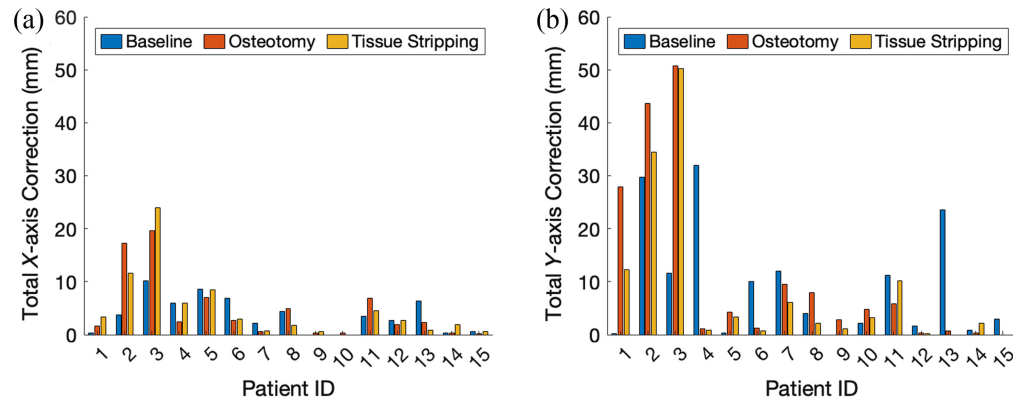 (a)
60
50
40
30
20
10
0
Total X-axis Correction (mm)
Baseline Osteotomy Tissue Stripping
1 2 3 4 5 6 7 8 9 10 11 12 13 14 15
Patient ID
(b)
60
50
40
30
20
10
0
Total Y-axis Correction (mm)
Baseline Osteotomy Tissue Stripping
1 2 3 4 5 6 7 8 9 10 11 12 13 14 15
Patient ID